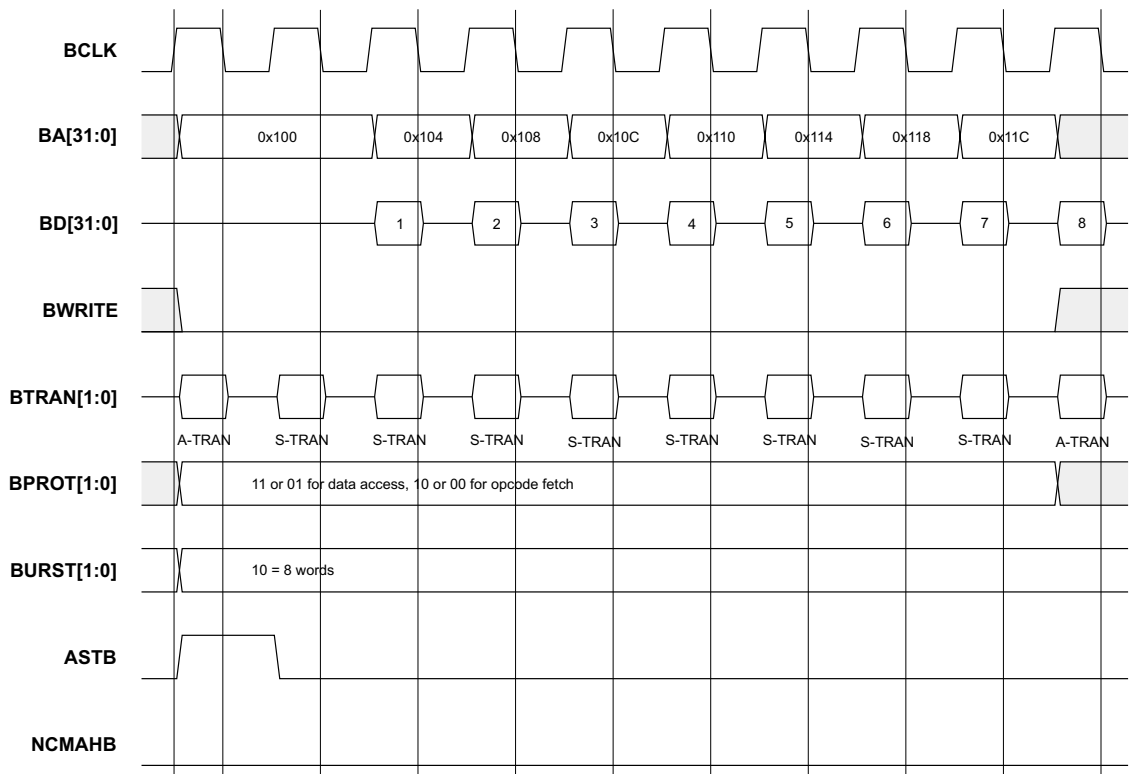 BCLK
BA[31:0] 0x100 0x104 0x108 0x10C 0x110 0x114 0x118 0x11C
BD[31:0] 1 2 3 4 5 6 7 8
BWRITE
BTRAN[1:0]
A-TRAN S-TRAN S-TRAN S-TRAN S-TRAN S-TRAN S-TRAN S-TRAN S-TRAN A-TRAN
BPROT[1:0] 11 or 01 for data access, 10 or 00 for opcode fetch
BURST[1:0] 10 = 8 words
ASTB
NCMAHB